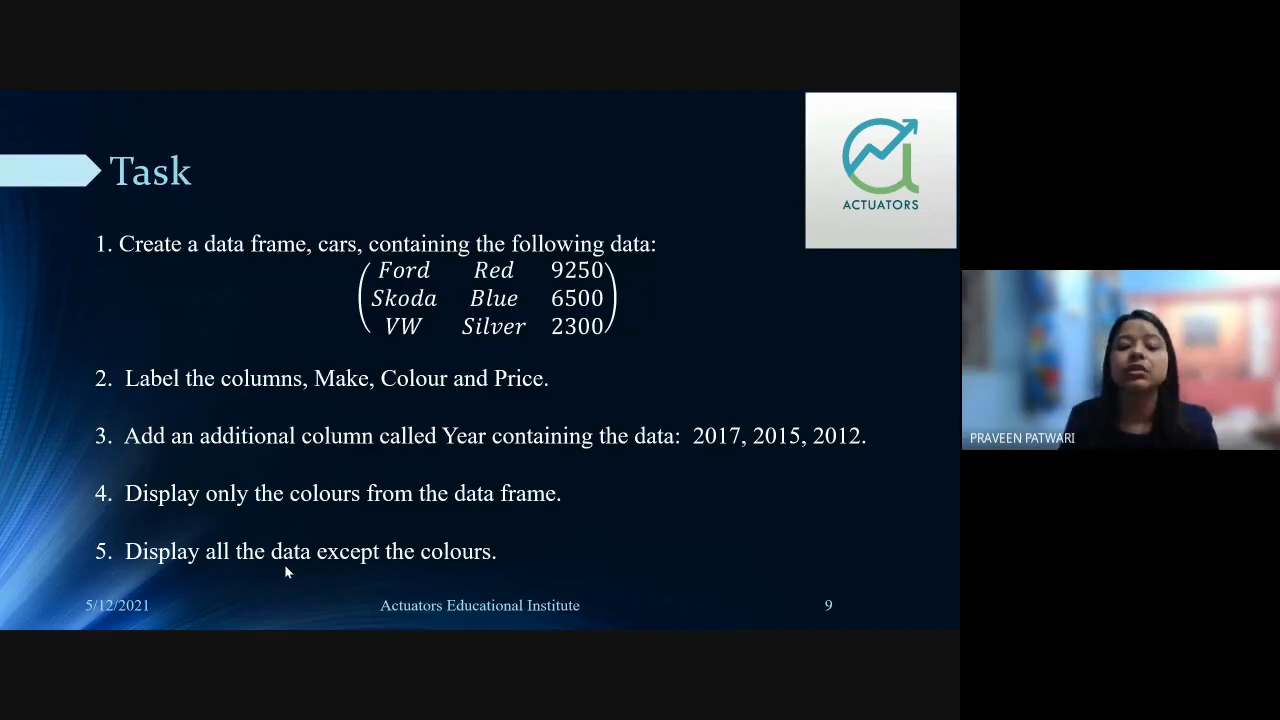 ACTUATORS
Task
1. Create a data frame, cars, containing the following data:
Ford Red 9250
Skoda Blue 6500
VW Silver 2300
2. Label the columns, Make, Colour and Price.
3. Add an additional column called Year containing the data: 2017, 2015, 2012.
4. Display only the colours from the data frame.
5. Display all the data except the colours.
5/12/2021 Actuators Educational Institute 9
PRAVEEN PATWARI